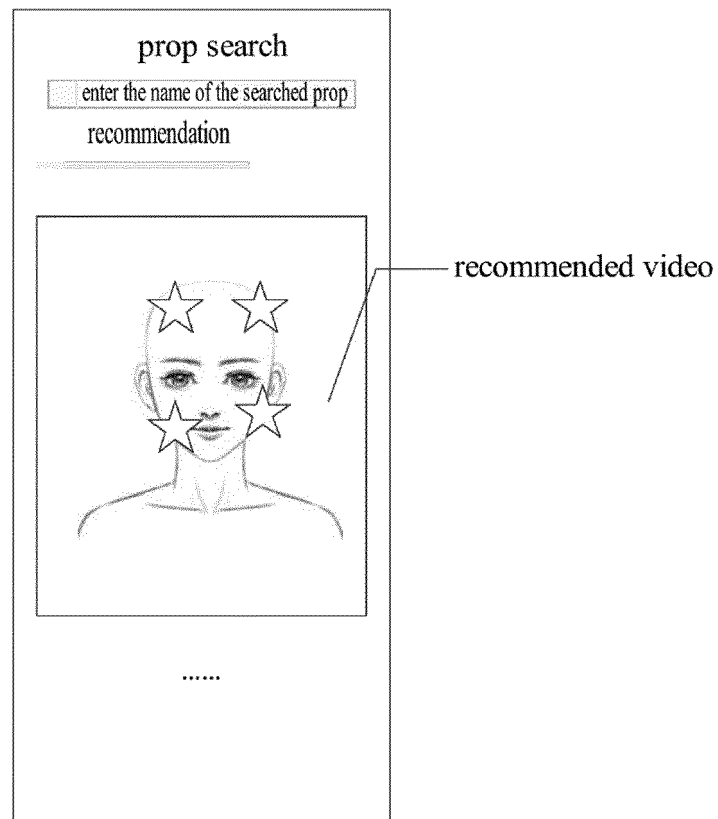 prop search
enter the name of the searched prop
recommendation
recommended video
......